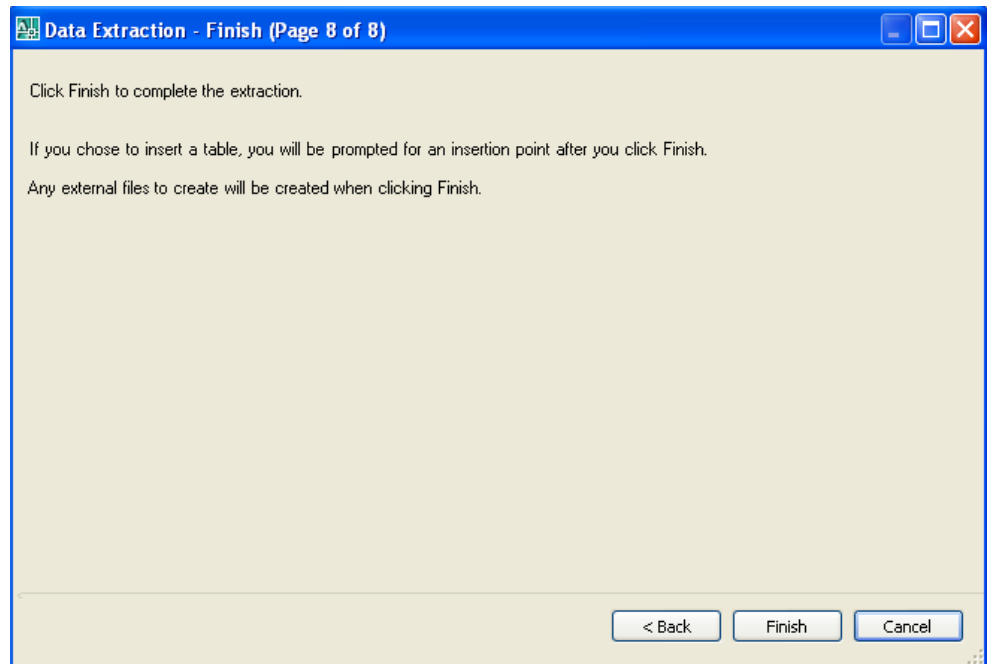 Data Extraction - Finish (Page 8 of 8)
Click Finish to complete the extraction.
If you chose to insert a table, you will be prompted for an insertion point after you click Finish.
Any external files to create will be created when clicking Finish.
< Back Finish Cancel